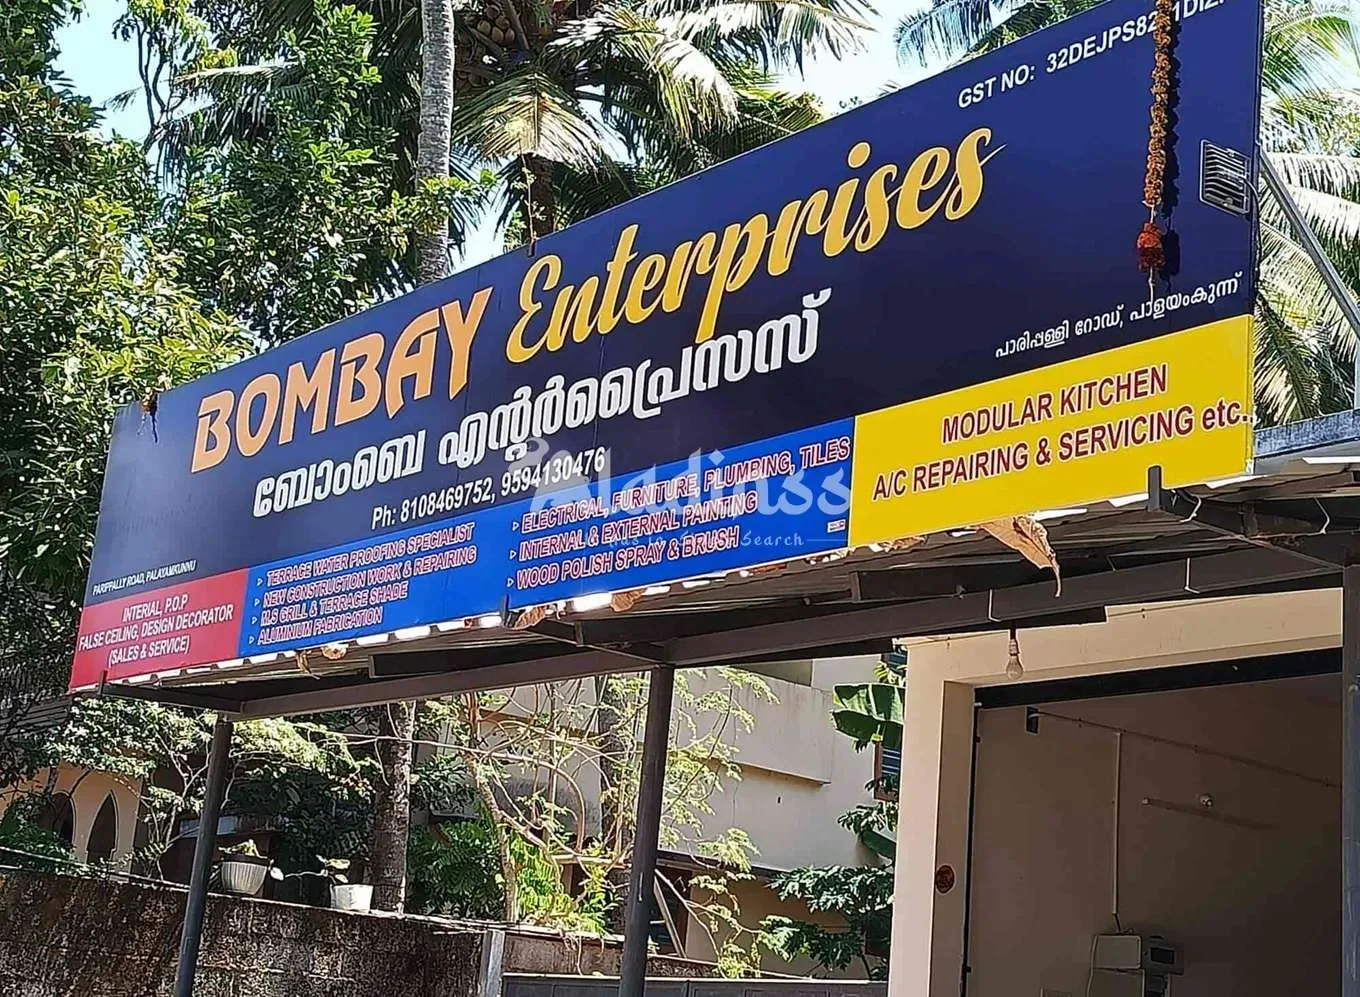 GST NO: 32DEJPS82
BOMBAY Enterprises
ബോംബെ എന്റർപ്രൈസസ്
Ph: 8108469752, 9594130476
പാരിപ്പള്ളി റോഡ്, പാളയംകുന്ന്
PARIPPALLY ROAD, PALAYAMKUNNU
INTERIAL, P.O.P
FALSE CEILING, DESIGN DECORATOR
(SALES & SERVICE)
TERRACE WATER PROOFING SPECIALIST
NEW CONSTRUCTION WORK & REPAIRING
M.S GRILL & TERRACE SHADE
ALUMINIUM FABRICATION
ELECTRICAL, FURNITURE, PLUMBING, TILES
INTERNAL & EXTERNAL PAINTING
WOOD POLISH SPRAY & BRUSH
MODULAR KITCHEN
A/C REPAIRING & SERVICING etc..